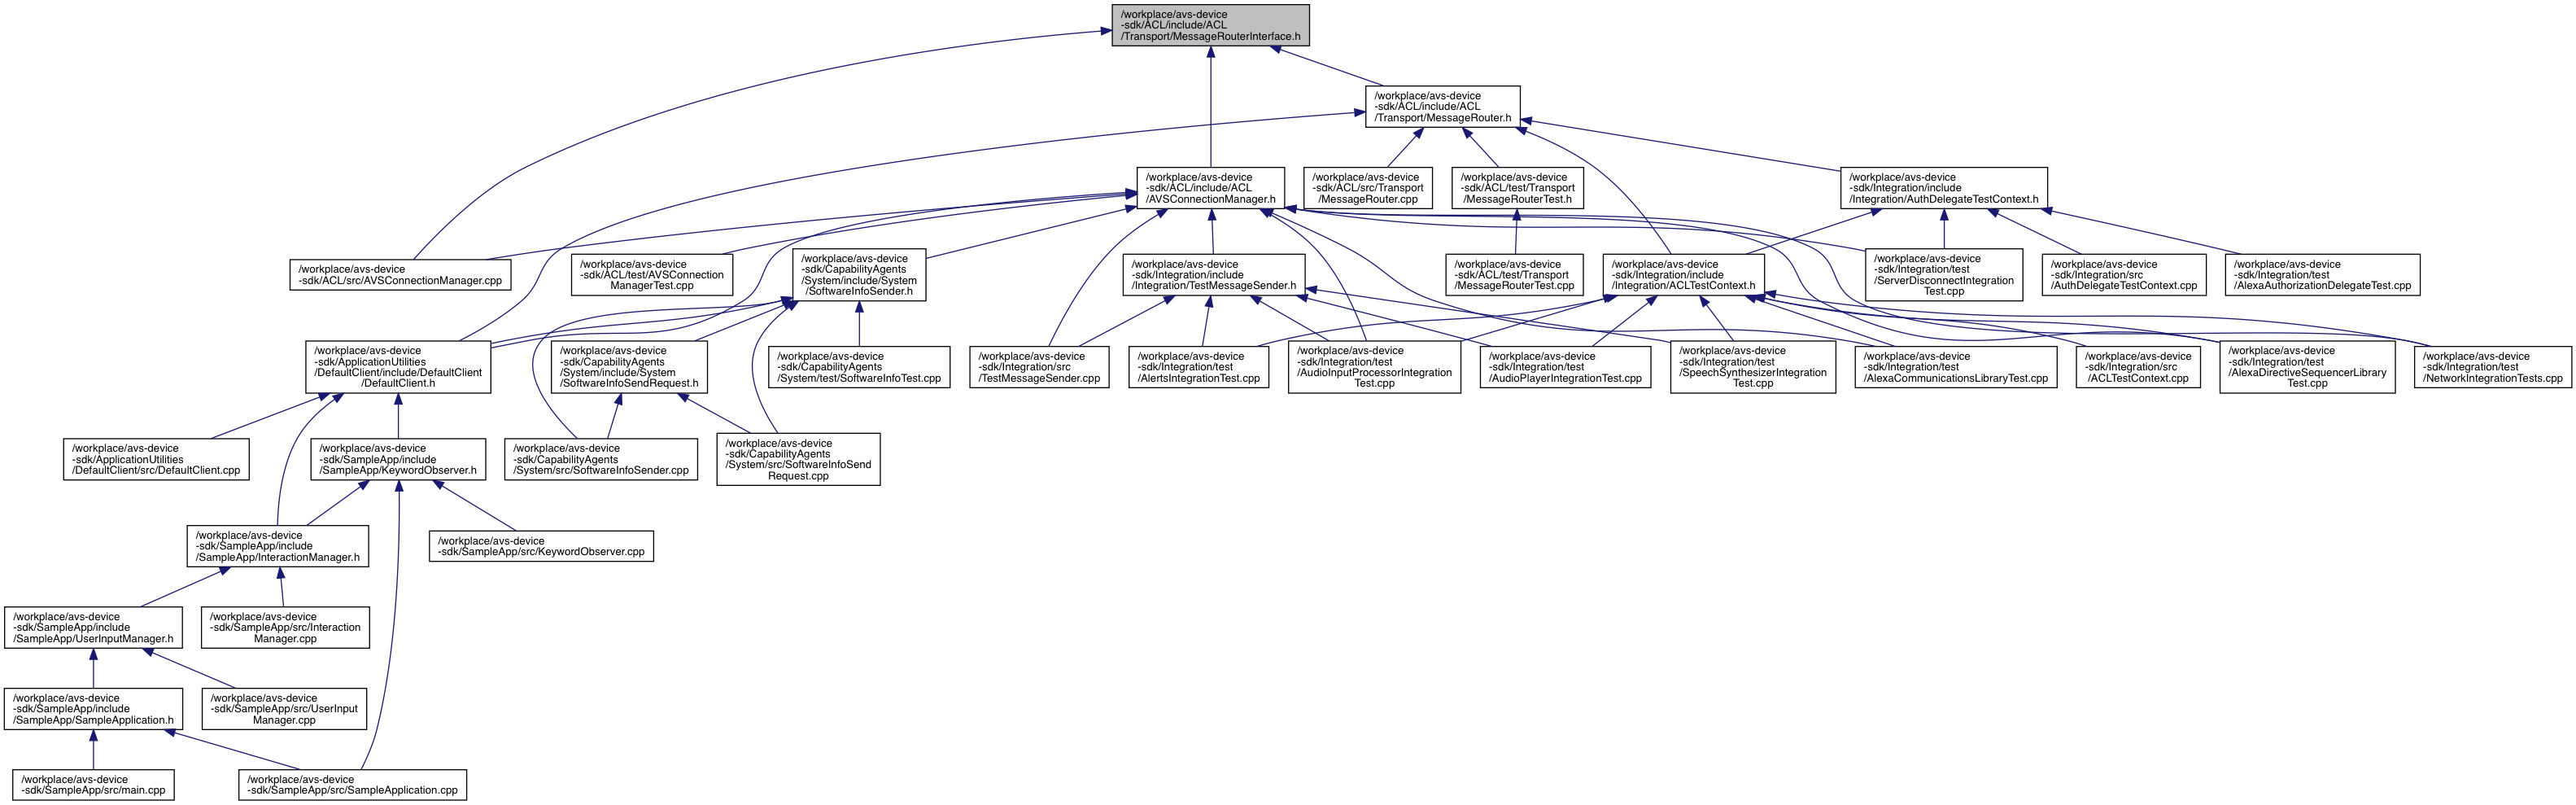 /workplace/avs-device
-sdk/ACL/include/ACL
/Transport/MessageRouterInterface.h
/workplace/avs-device
-sdk/ACL/include/ACL
/Transport/MessageRouter.h
/workplace/avs-device
-sdk/ACL/include/ACL
/AVSConnectionManager.h
/workplace/avs-device
-sdk/ACL/src/Transport
/MessageRouter.cpp
/workplace/avs-device
-sdk/ACL/test/Transport
/MessageRouterTest.h
/workplace/avs-device
-sdk/Integration/include
/Integration/AuthDelegateTestContext.h
/workplace/avs-device
-sdk/ACL/src/AVSConnectionManager.cpp
/workplace/avs-device
-sdk/ACL/test/AVSConnection
ManagerTest.cpp
/workplace/avs-device
-sdk/CapabilityAgents
/System/include/System
/SoftwareInfoSender.h
/workplace/avs-device
-sdk/Integration/include
/Integration/TestMessageSender.h
/workplace/avs-device
-sdk/ACL/test/Transport
/MessageRouterTest.cpp
/workplace/avs-device
-sdk/Integration/include
/Integration/ACLTestContext.h
/workplace/avs-device
-sdk/Integration/test
/ServerDisconnectIntegration
Test.cpp
/workplace/avs-device
-sdk/Integration/src
/AuthDelegateTestContext.cpp
/workplace/avs-device
-sdk/Integration/test
/AlexaAuthorizationDelegateTest.cpp
/workplace/avs-device
-sdk/ApplicationUtilities
/DefaultClient/include/DefaultClient
/DefaultClient.h
/workplace/avs-device
-sdk/CapabilityAgents
/System/include/System
/SoftwareInfoSendRequest.h
/workplace/avs-device
-sdk/CapabilityAgents
/System/test/SoftwareInfoTest.cpp
/workplace/avs-device
-sdk/Integration/src
/TestMessageSender.cpp
/workplace/avs-device
-sdk/Integration/test
/AlertsIntegrationTest.cpp
/workplace/avs-device
-sdk/Integration/test
/AudioInputProcessorIntegration
Test.cpp
/workplace/avs-device
-sdk/Integration/test
/AudioPlayerIntegrationTest.cpp
/workplace/avs-device
-sdk/Integration/test
/SpeechSynthesizerIntegration
Test.cpp
/workplace/avs-device
-sdk/Integration/test
/AlexaCommunicationsLibraryTest.cpp
/workplace/avs-device
-sdk/Integration/src
/ACLTestContext.cpp
/workplace/avs-device
-sdk/Integration/test
/AlexaDirectiveSequencerLibrary
Test.cpp
/workplace/avs-device
-sdk/Integration/test
/NetworkIntegrationTests.cpp
/workplace/avs-device
-sdk/ApplicationUtilities
/DefaultClient/src/DefaultClient.cpp
/workplace/avs-device
-sdk/SampleApp/include
/SampleApp/KeywordObserver.h
/workplace/avs-device
-sdk/CapabilityAgents
/System/src/SoftwareInfoSender.cpp
/workplace/avs-device
-sdk/CapabilityAgents
/System/src/SoftwareInfoSend
Request.cpp
/workplace/avs-device
-sdk/SampleApp/include
/SampleApp/InteractionManager.h
/workplace/avs-device
-sdk/SampleApp/src/KeywordObserver.cpp
/workplace/avs-device
-sdk/SampleApp/include
/SampleApp/UserInputManager.h
/workplace/avs-device
-sdk/SampleApp/src/Interaction
Manager.cpp
/workplace/avs-device
-sdk/SampleApp/include
/SampleApp/SampleApplication.h
/workplace/avs-device
-sdk/SampleApp/src/UserInput
Manager.cpp
/workplace/avs-device
-sdk/SampleApp/src/main.cpp
/workplace/avs-device
-sdk/SampleApp/src/SampleApplication.cpp